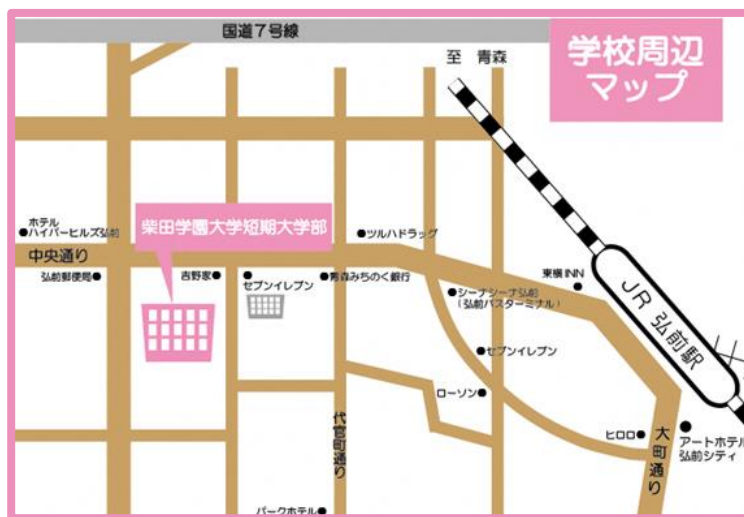 国道7号線
学校周辺
マップ
至 青森
ホテル
ハイパーヒルズ弘前
柴田学園大学短期大学部
ツルハドラッグ
中央通り
弘前郵便局
吉野家
セブンイレブン
青森みちのく銀行
東横INN
JR 弘前駅
シーナシーナ弘前
(弘前バスターミナル)
セブンイレブン
ローソン
代官町通り
ヒロロ
大町通り
アートホテル
弘前シティ
パークホテル